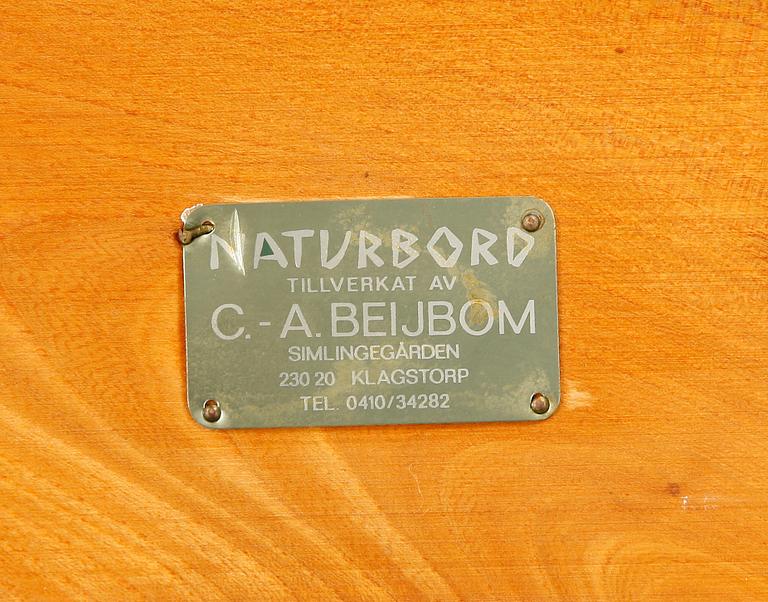 NATURBORD
TILLVERKAT AV
C.-A. BEIJBOM
SIMLINGEGÅRDEN
230 20 KLAGSTORP
TEL. 0410/34282